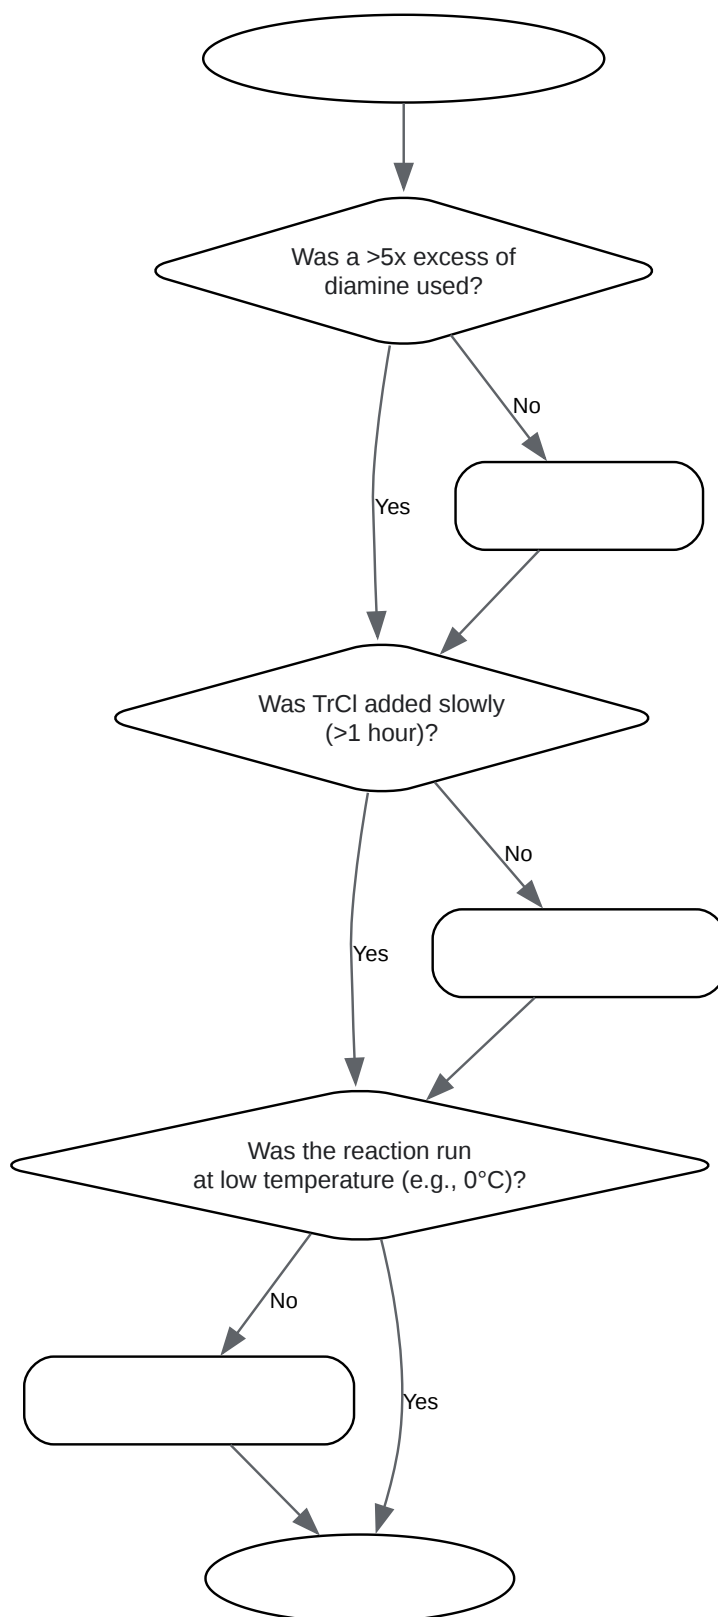 Was a >5x excess of
diamine used?
No
Yes
Was TrCl added slowly
(>1 hour)?
No
Yes
Was the reaction run
at low temperature (e.g., 0°C)?
No
Yes